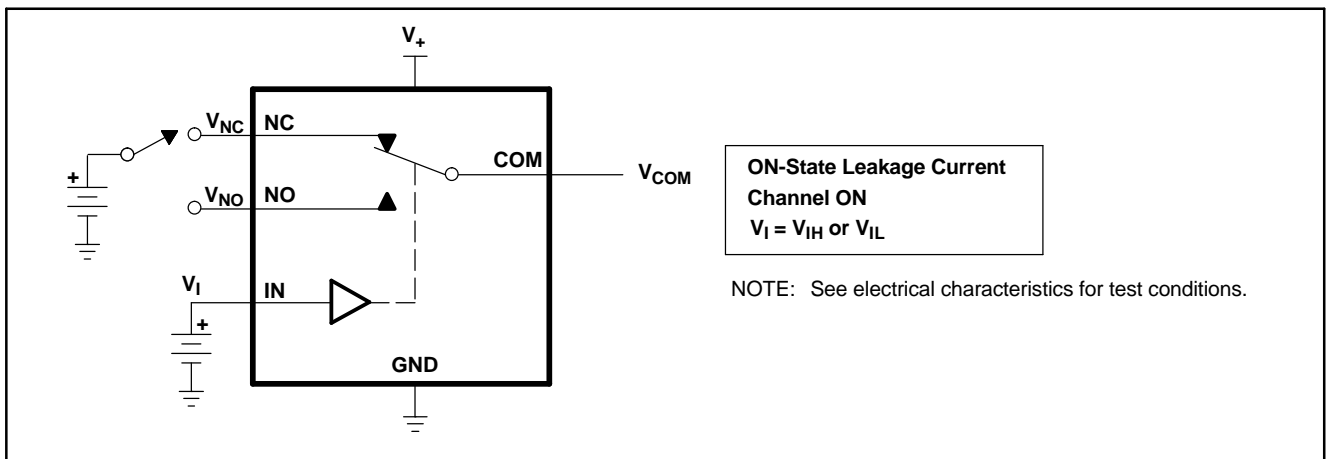 V+
VNC NC
COM
VCOM
VNO NO
VI IN
GND
+
+
ON-State Leakage Current
Channel ON
VI = VIH or VIL
NOTE: See electrical characteristics for test conditions.